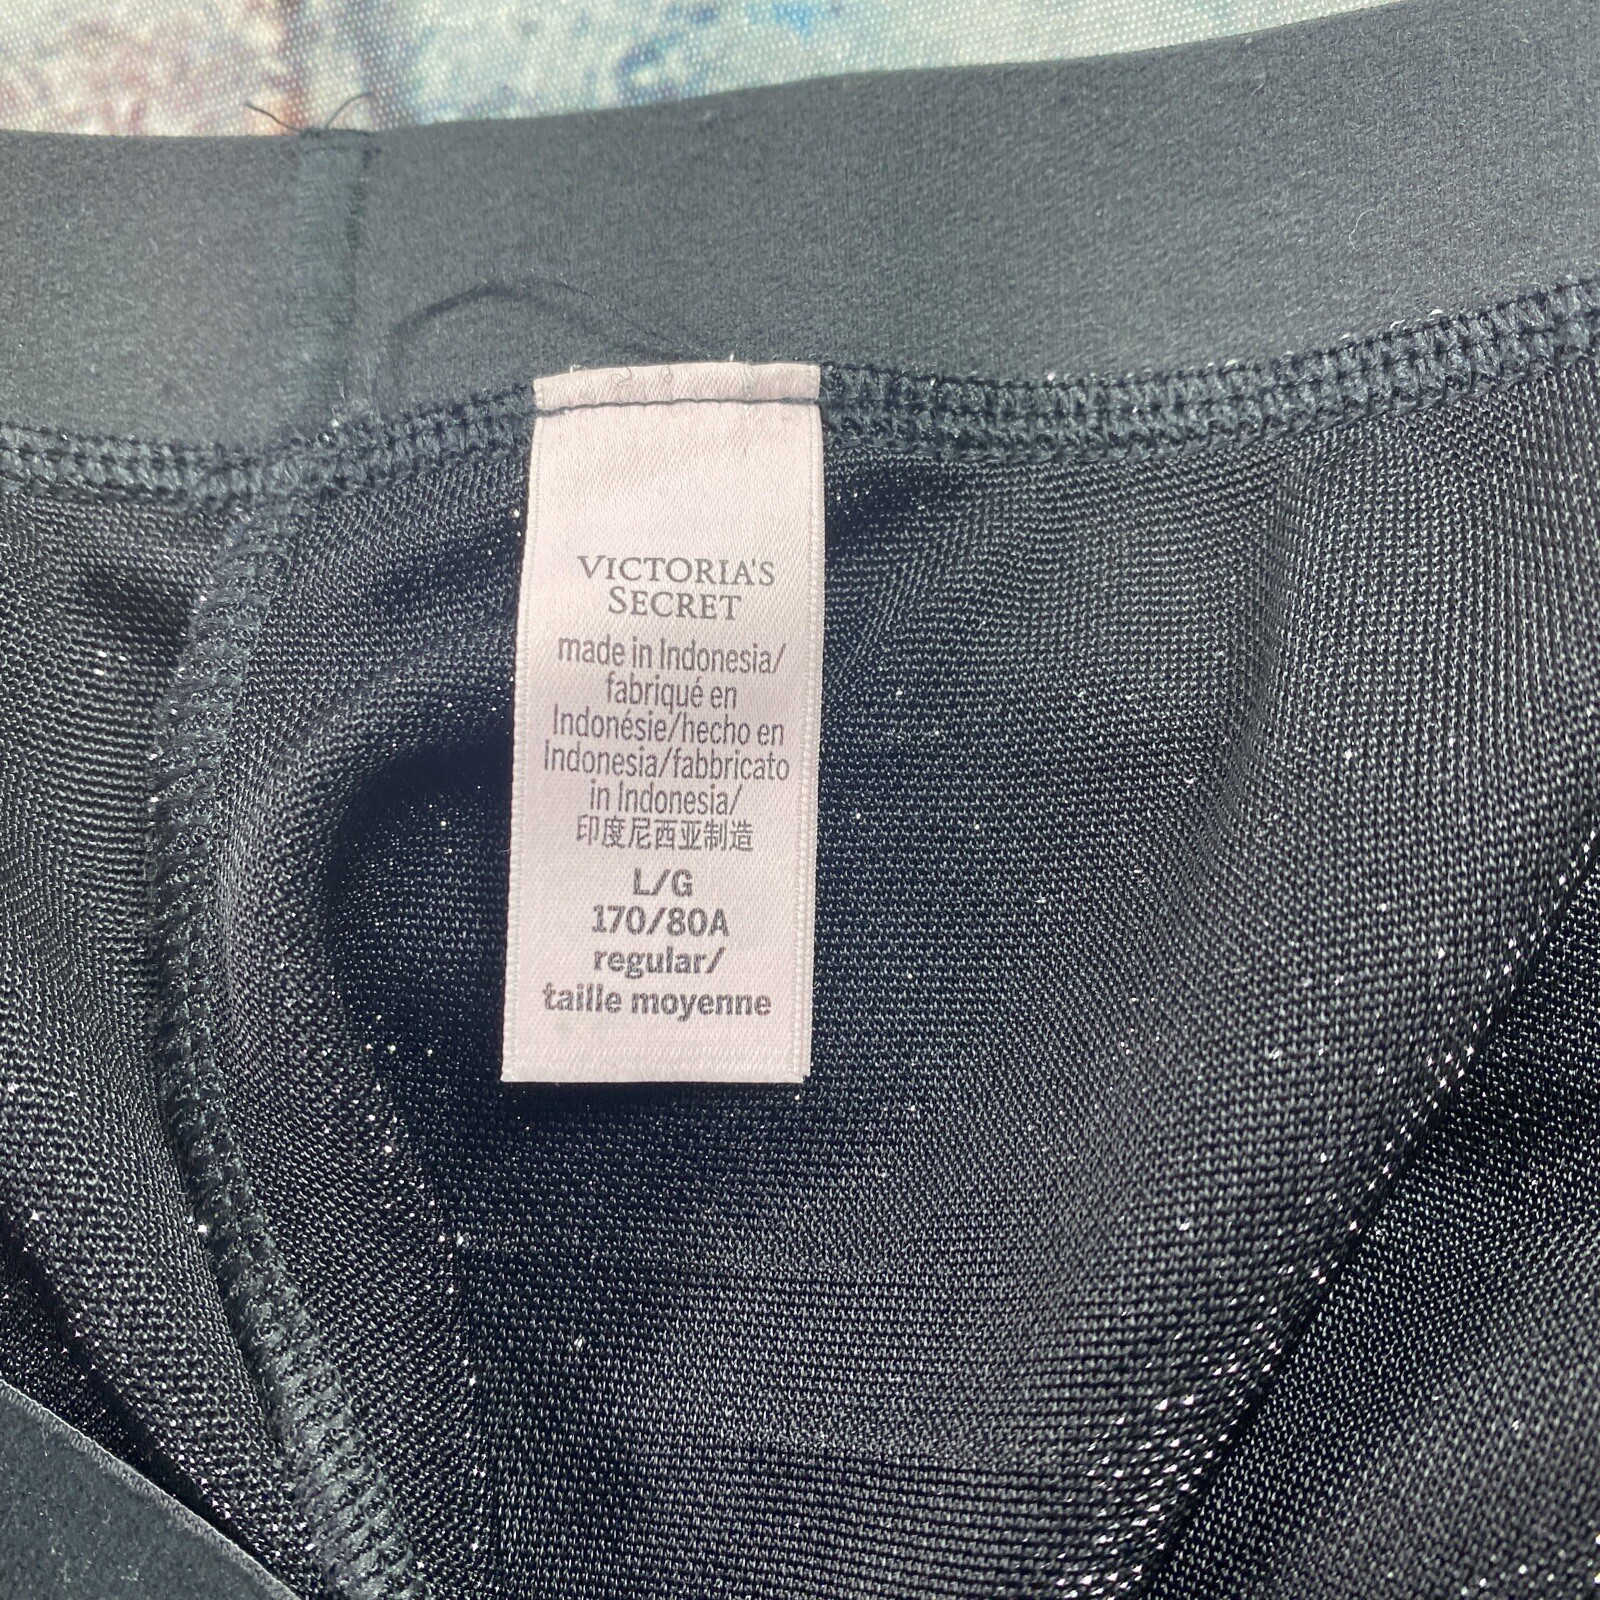 VICTORIA'S
SECRET
made in Indonesia/
fabriqué en
Indonésie/hecho en
Indonesia/fabbricato
in Indonesia/
印度尼西亚制造
L/G
170/80A
regular/
taille moyenne